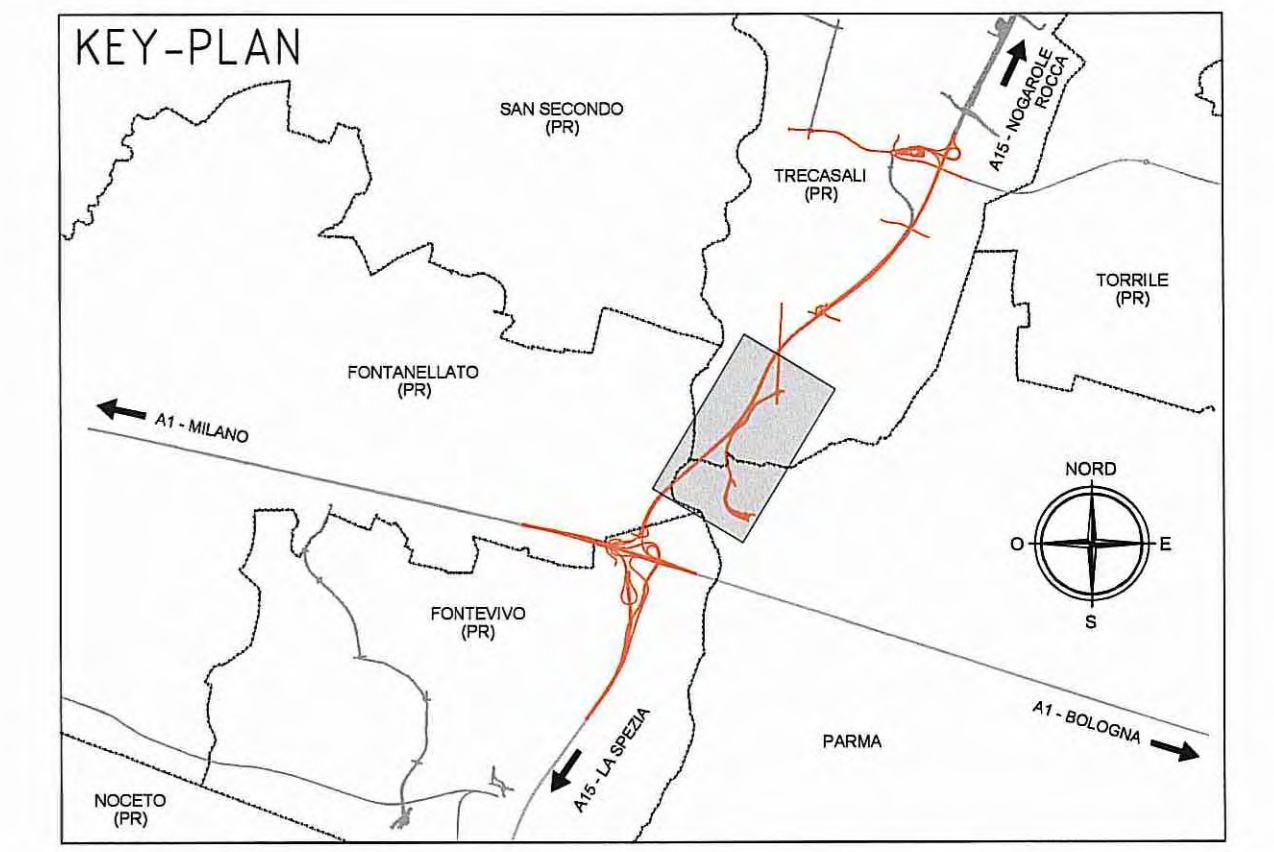 KEY-PLAN
SAN SECONDO
(PR)
A15 - NOGAROLE
ROCCA
TRECASALI
(PR)
TORRILE
(PR)
FONTANELLATO
(PR)
A1 - MILANO
NORD
O
E
S
FONTEVIVO
(PR)
A15 - LA SPEZIA
PARMA
A1 - BOLOGNA
NOCETO
(PR)